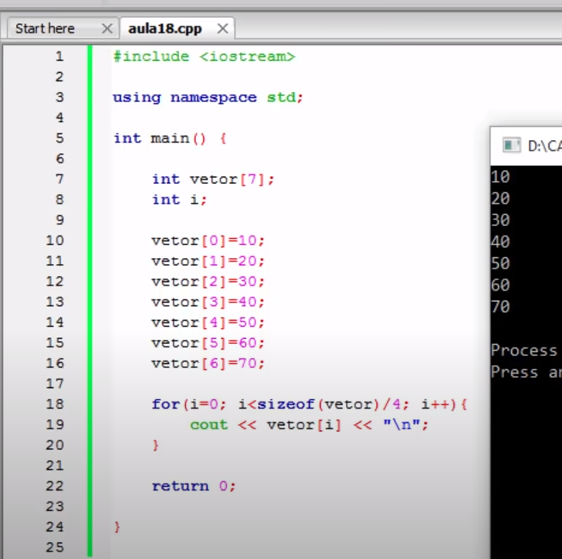 Start here
aula18.cpp
1 #include <iostream>
2
3 using namespace std;
4
5 int main() {
6
7 int vetor[7];
8 int i;
9
10 vetor[0]=10;
11 vetor[1]=20;
12 vetor[2]=30;
13 vetor[3]=40;
14 vetor[4]=50;
15 vetor[5]=60;
16 vetor[6]=70;
17
18 for(i=0; i<sizeof(vetor)/4; i++){
19 cout << vetor[i] << "\n";
20 }
21
22 return 0;
23
24 }
25
D:\CA
10
20
30
40
50
60
70
Process
Press an